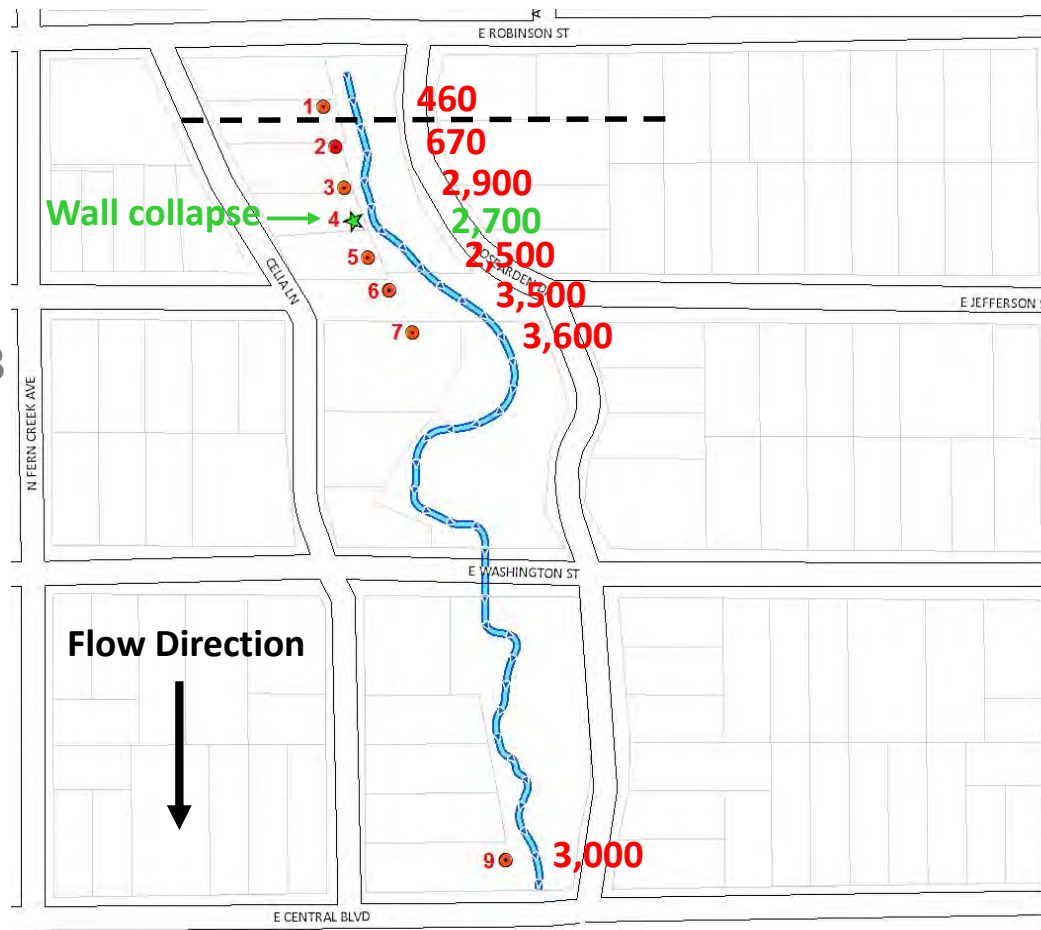 E ROBINSON ST
1
460
2
670
3
2,900
Wall collapse
4
2,700
5
2,500
CELIA LN
6
3,500
E JEFFERSON S
7
3,600
N FERN CREEK AVE
E WASHINGTON ST
Flow Direction
9
3,000
E CENTRAL BLVD